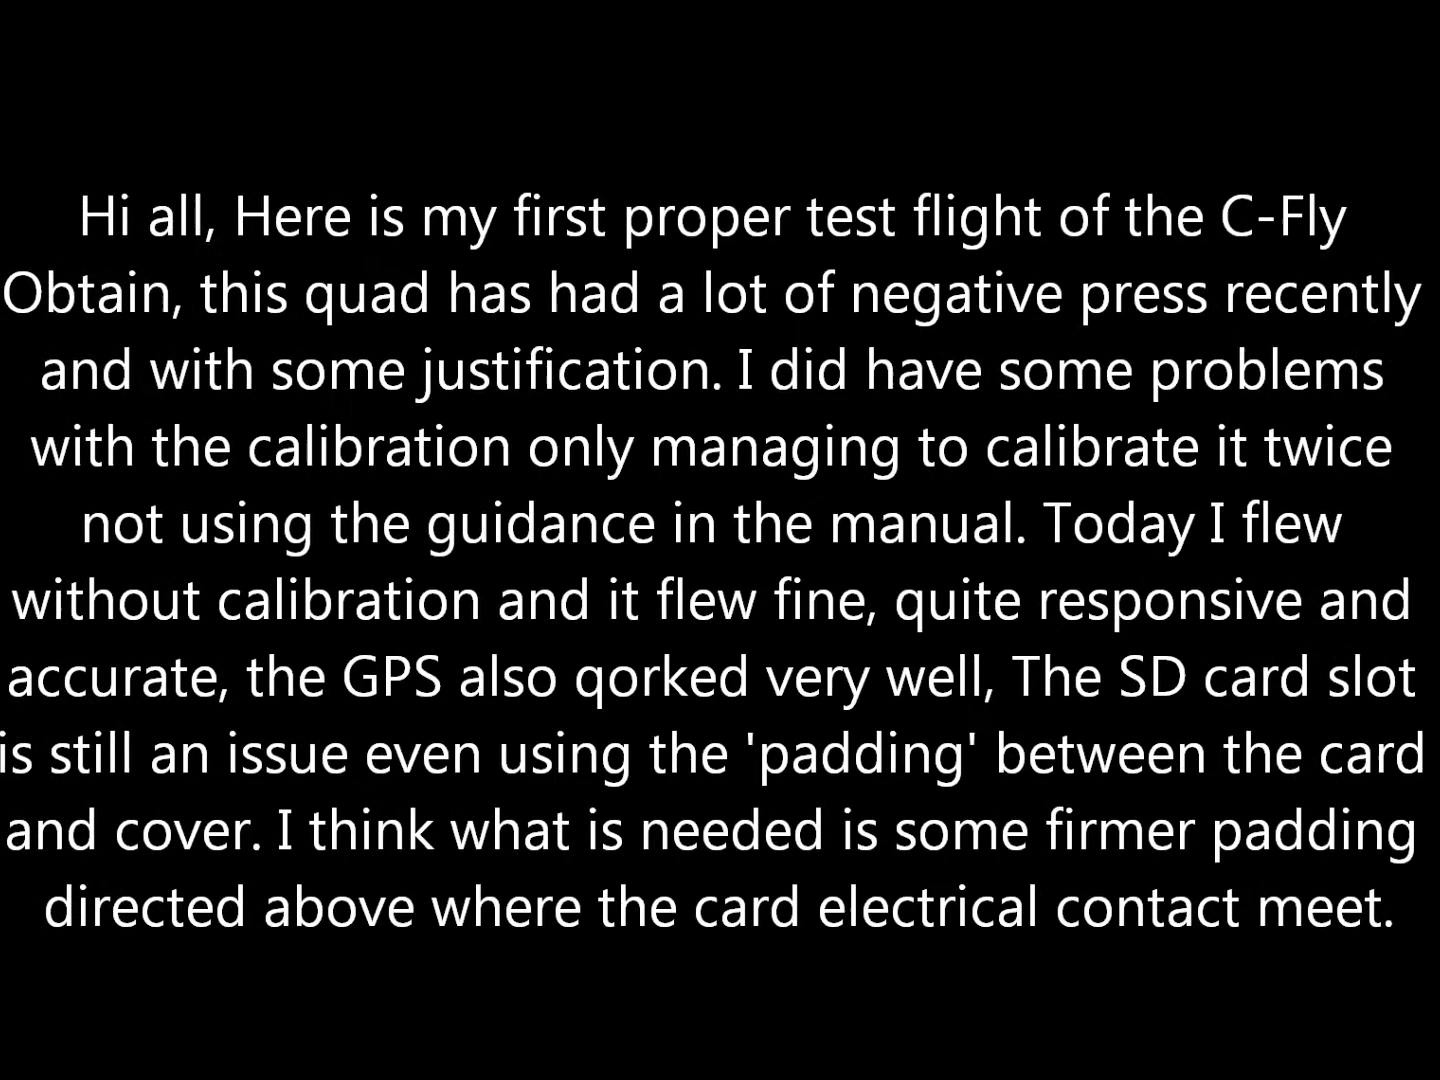 Hi all, Here is my first proper test flight of the C-Fly
Obtain, this quad has had a lot of negative press recently
and with some justification. I did have some problems
with the calibration only managing to calibrate it twice
not using the guidance in the manual. Today I flew
without calibration and it flew fine, quite responsive and
accurate, the GPS also qorked very well, The SD card slot
is still an issue even using the 'padding' between the card
and cover. I think what is needed is some firmer padding
directed above where the card electrical contact meet.